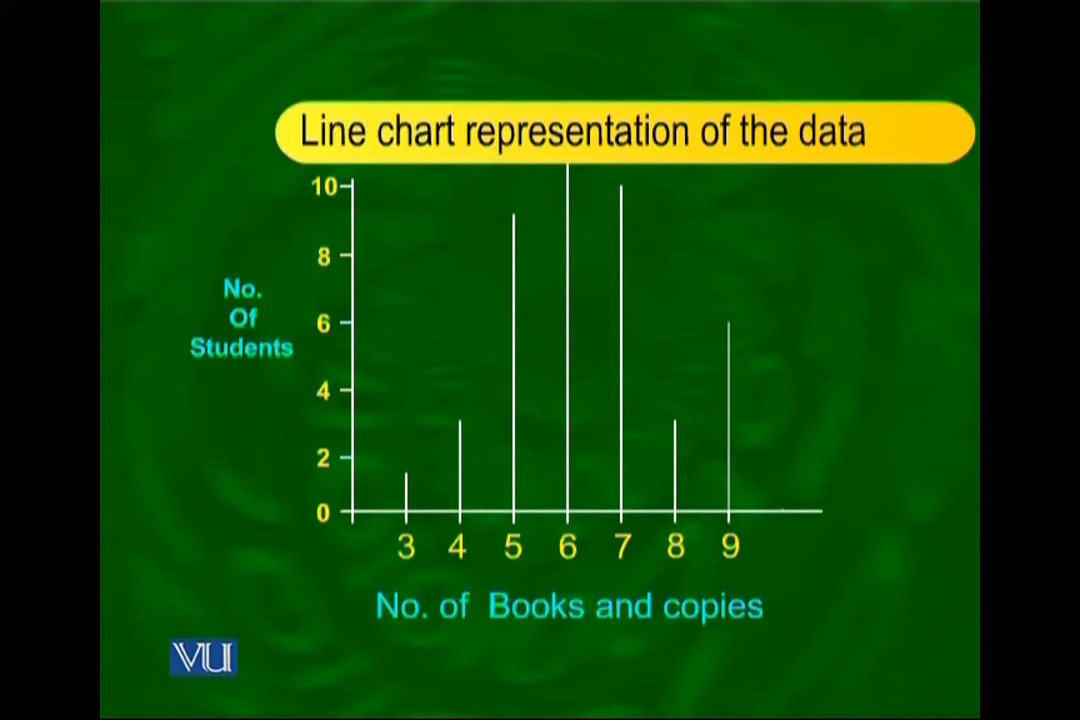 Line chart representation of the data
10
8
6
4
2
0
No.
Of
Students
3 4 5 6 7 8 9
No. of Books and copies
VU